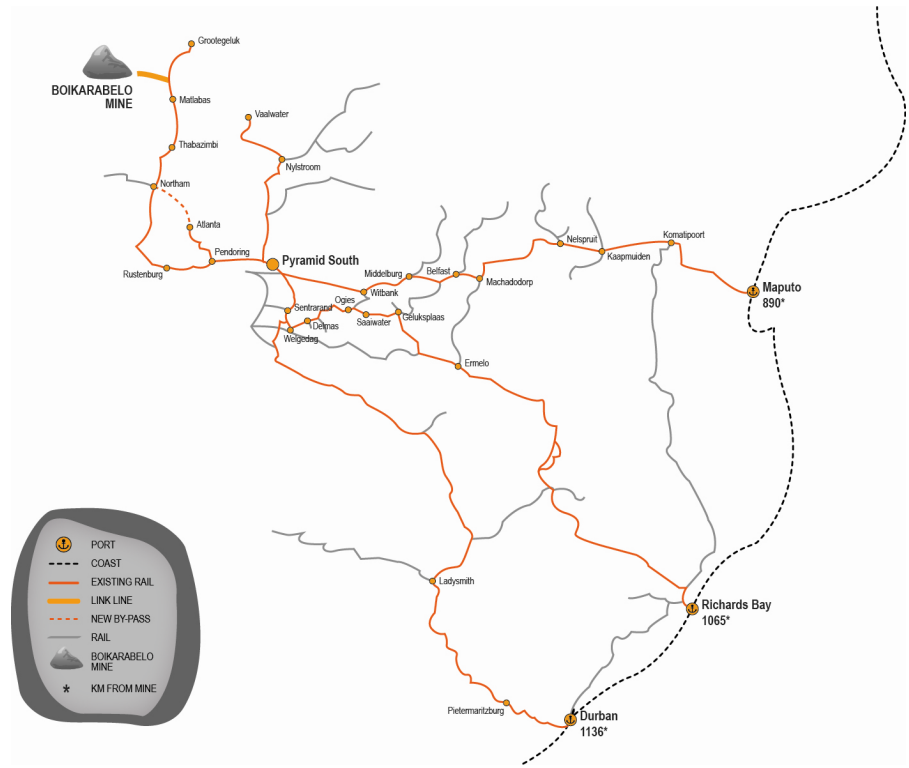 Grootegeluk
BOIKARABELO
MINE
Matlabas
Vaalwater
Thabazimbi
Nylstroom
Northam
Atlanta
Pendoring
Rustenburg
Pyramid South
Nelspruit
Komatipoort
Kaapmuiden
Middelburg
Belfast
Machadodorp
Witbank
Maputo
890*
Ogies
Sentrarand
Delmas
Saaiwater
Geluksplaas
Welgedag
Ermelo
Ladysmith
Richards Bay
1065*
Pietermaritzburg
Durban
1136*
PORT
COAST
EXISTING RAIL
LINK LINE
NEW BY-PASS
RAIL
BOIKARABELO
MINE
* KM FROM MINE